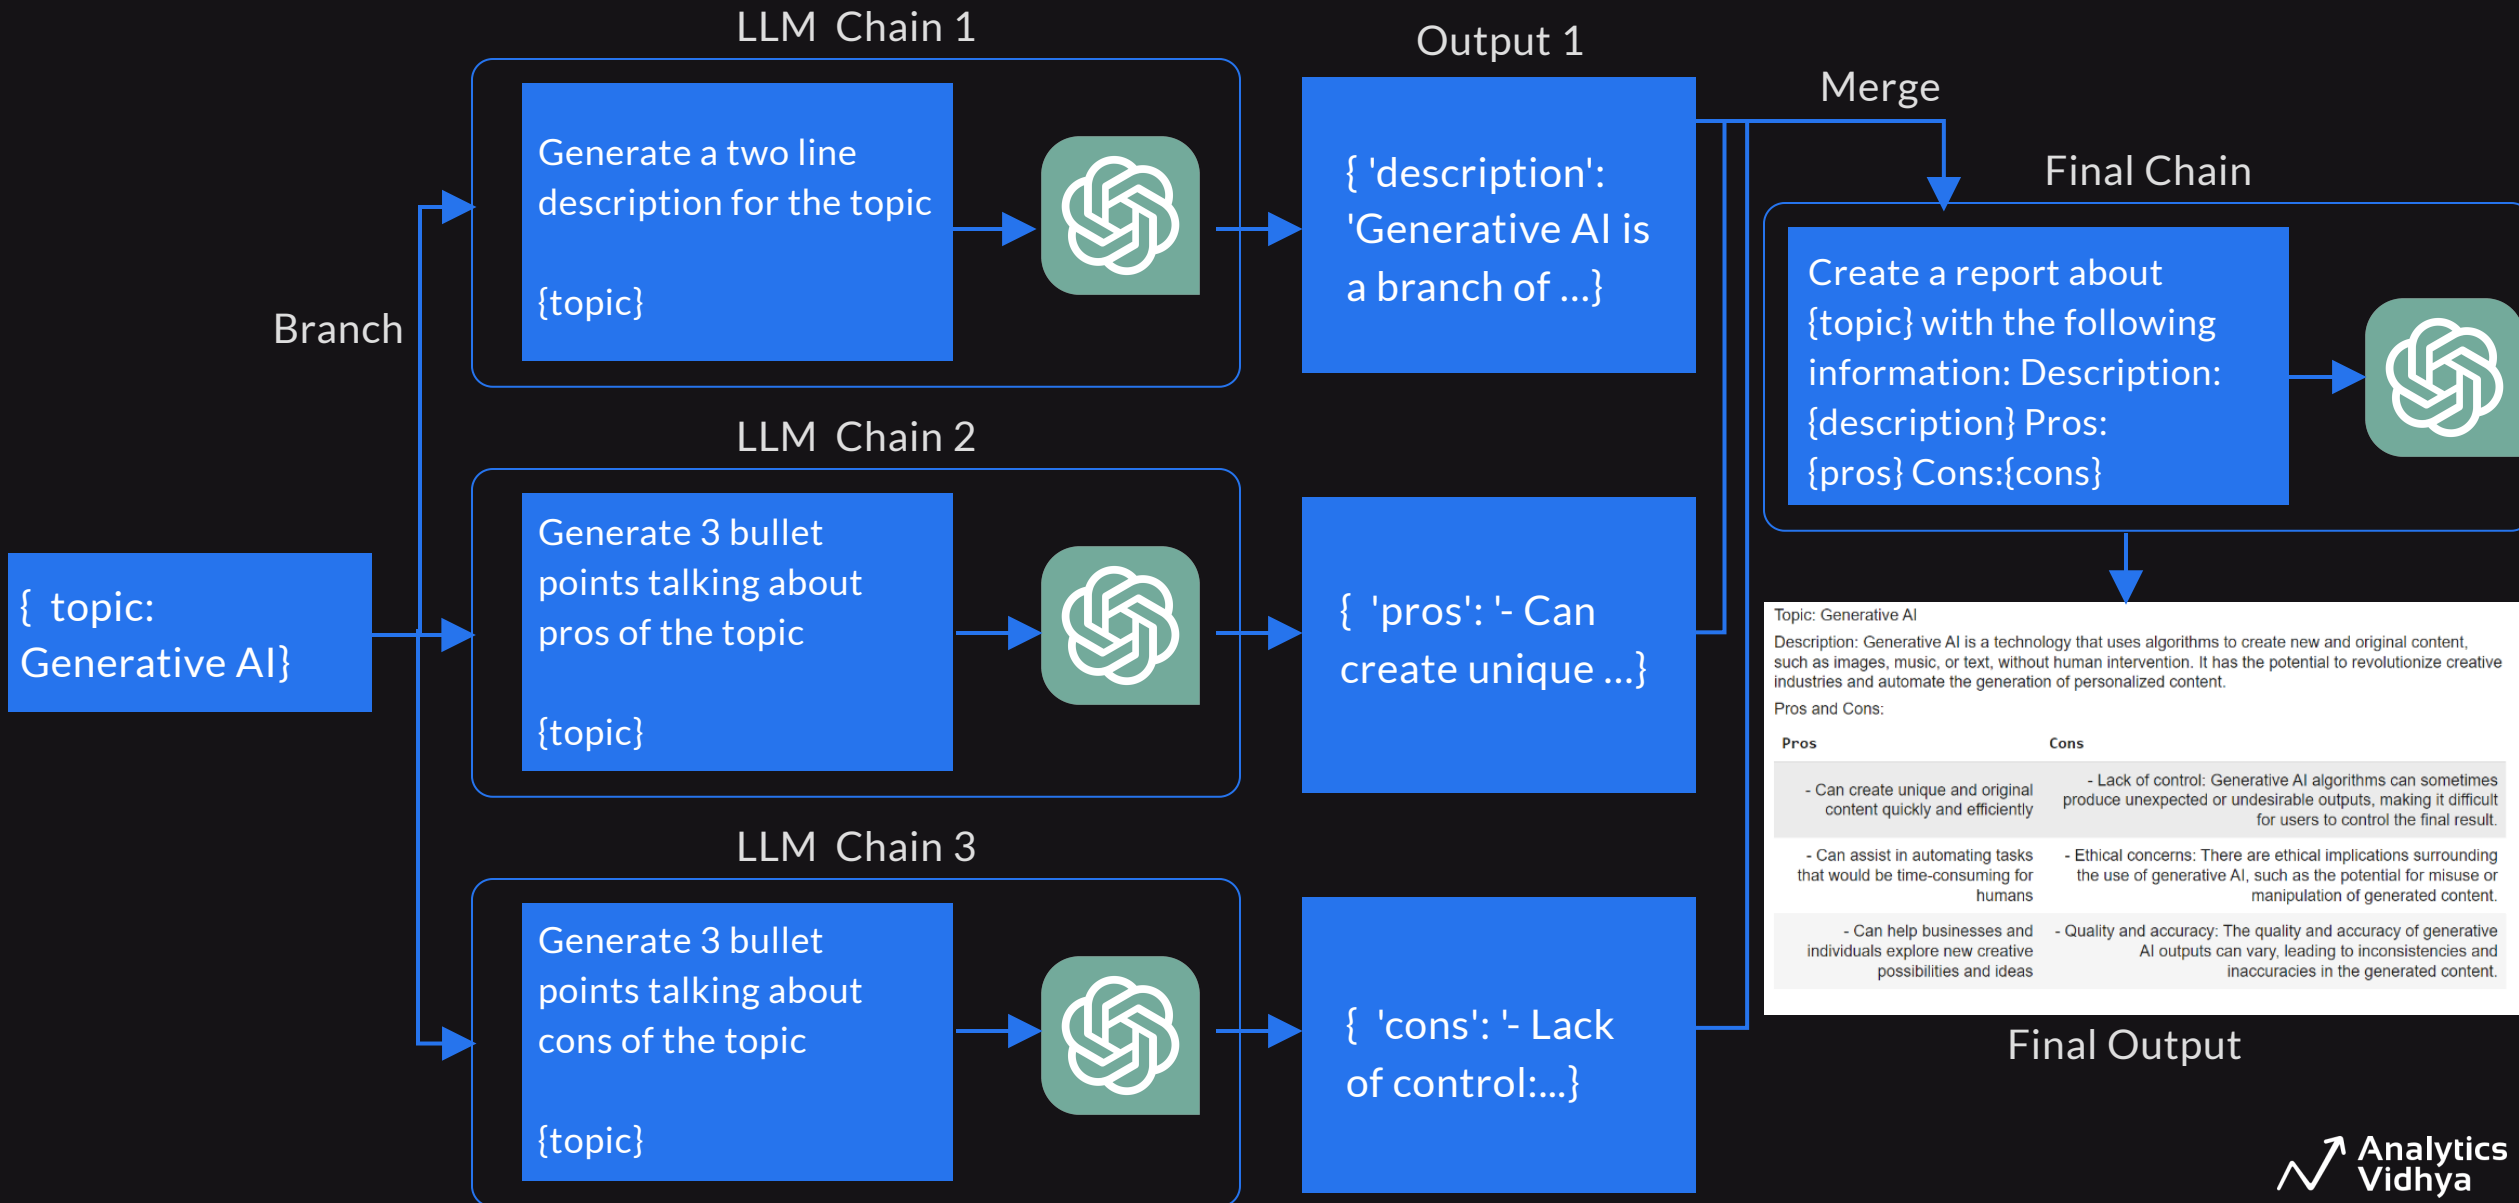 LLM  Chain 1
Generate a two line
description for the topic
{topic}
Output 1
{ 'description':
'Generative AI is
a branch of ...}
Merge
Branch
LLM  Chain 2
Generate 3 bullet
points talking about
pros of the topic
{topic}
{  'pros': '- Can
create unique ...}
{  topic:
Generative AI}
LLM  Chain 3
Generate 3 bullet
points talking about
cons of the topic
{topic}
{  'cons': '- Lack
of control:...}
Final Chain
Create a report about
{topic} with the following
information: Description:
{description} Pros:
{pros} Cons:{cons}
Topic: Generative AI
Description: Generative AI is a technology that uses algorithms to create new and original content,
such as images, music, or text, without human intervention. It has the potential to revolutionize creative
industries and automate the generation of personalized content.
Pros and Cons:
Pros
Cons
- Can create unique and original
content quickly and efficiently
- Lack of control: Generative AI algorithms can sometimes
produce unexpected or undesirable outputs, making it difficult
for users to control the final result.
- Can assist in automating tasks
that would be time-consuming for
humans
- Ethical concerns: There are ethical implications surrounding
the use of generative AI, such as the potential for misuse or
manipulation of generated content.
- Can help businesses and
individuals explore new creative
possibilities and ideas
- Quality and accuracy: The quality and accuracy of generative
AI outputs can vary, leading to inconsistencies and
inaccuracies in the generated content.
Final Output
Analytics
Vidhya